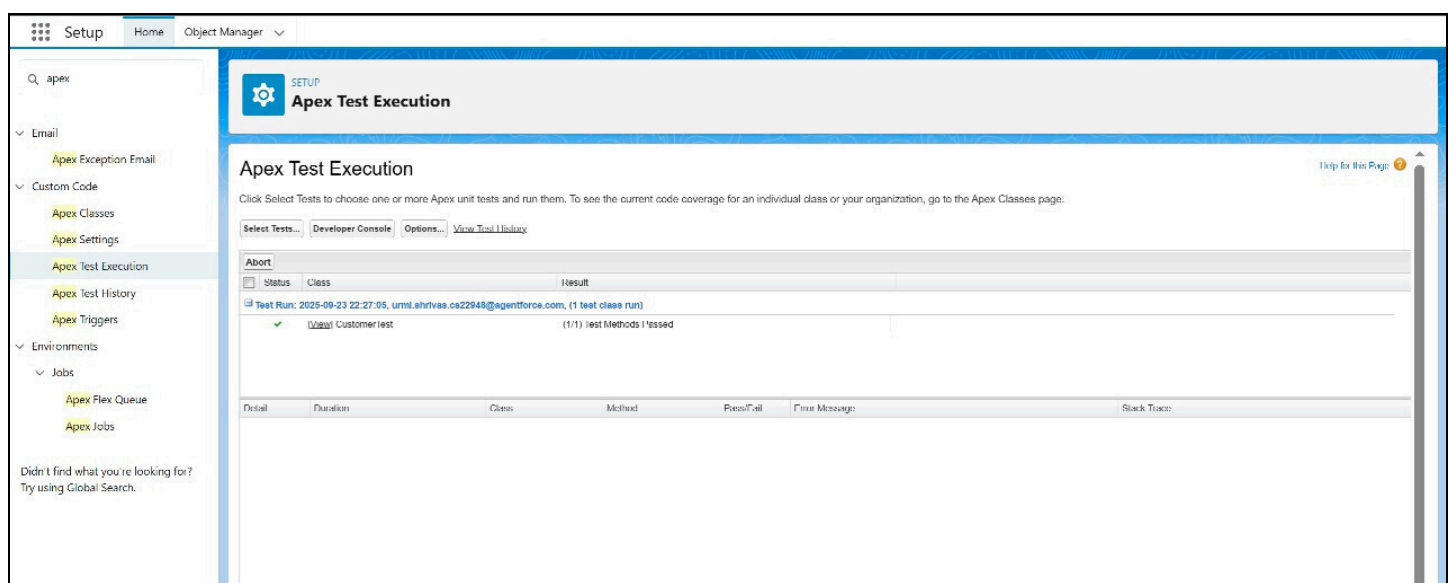 Setup Home Object Manager
apex
Email
Apex Exception Email
Custom Code
Apex Classes
Apex Settings
Apex Test Execution
Apex Test History
Apex Triggers
Environments
Jobs
Apex Flex Queue
Apex Jobs
Didn't find what you're looking for?
Try using Global Search.
SETUP
Apex Test Execution
Apex Test Execution
Help for this Page
Click Select Tests to choose one or more Apex unit tests and run them. To see the current code coverage for an individual class or your organization, go to the Apex Classes page.
Select Tests... Developer Console Options... View Test History
Abort
Status Class Result
Test Run: 2025-09-23 22:27:05, (1 test class run)
[View] CustomerTest (1/1) Test Methods Passed
Detail Duration Class Method Pass/Fail Error Message Stack Trace